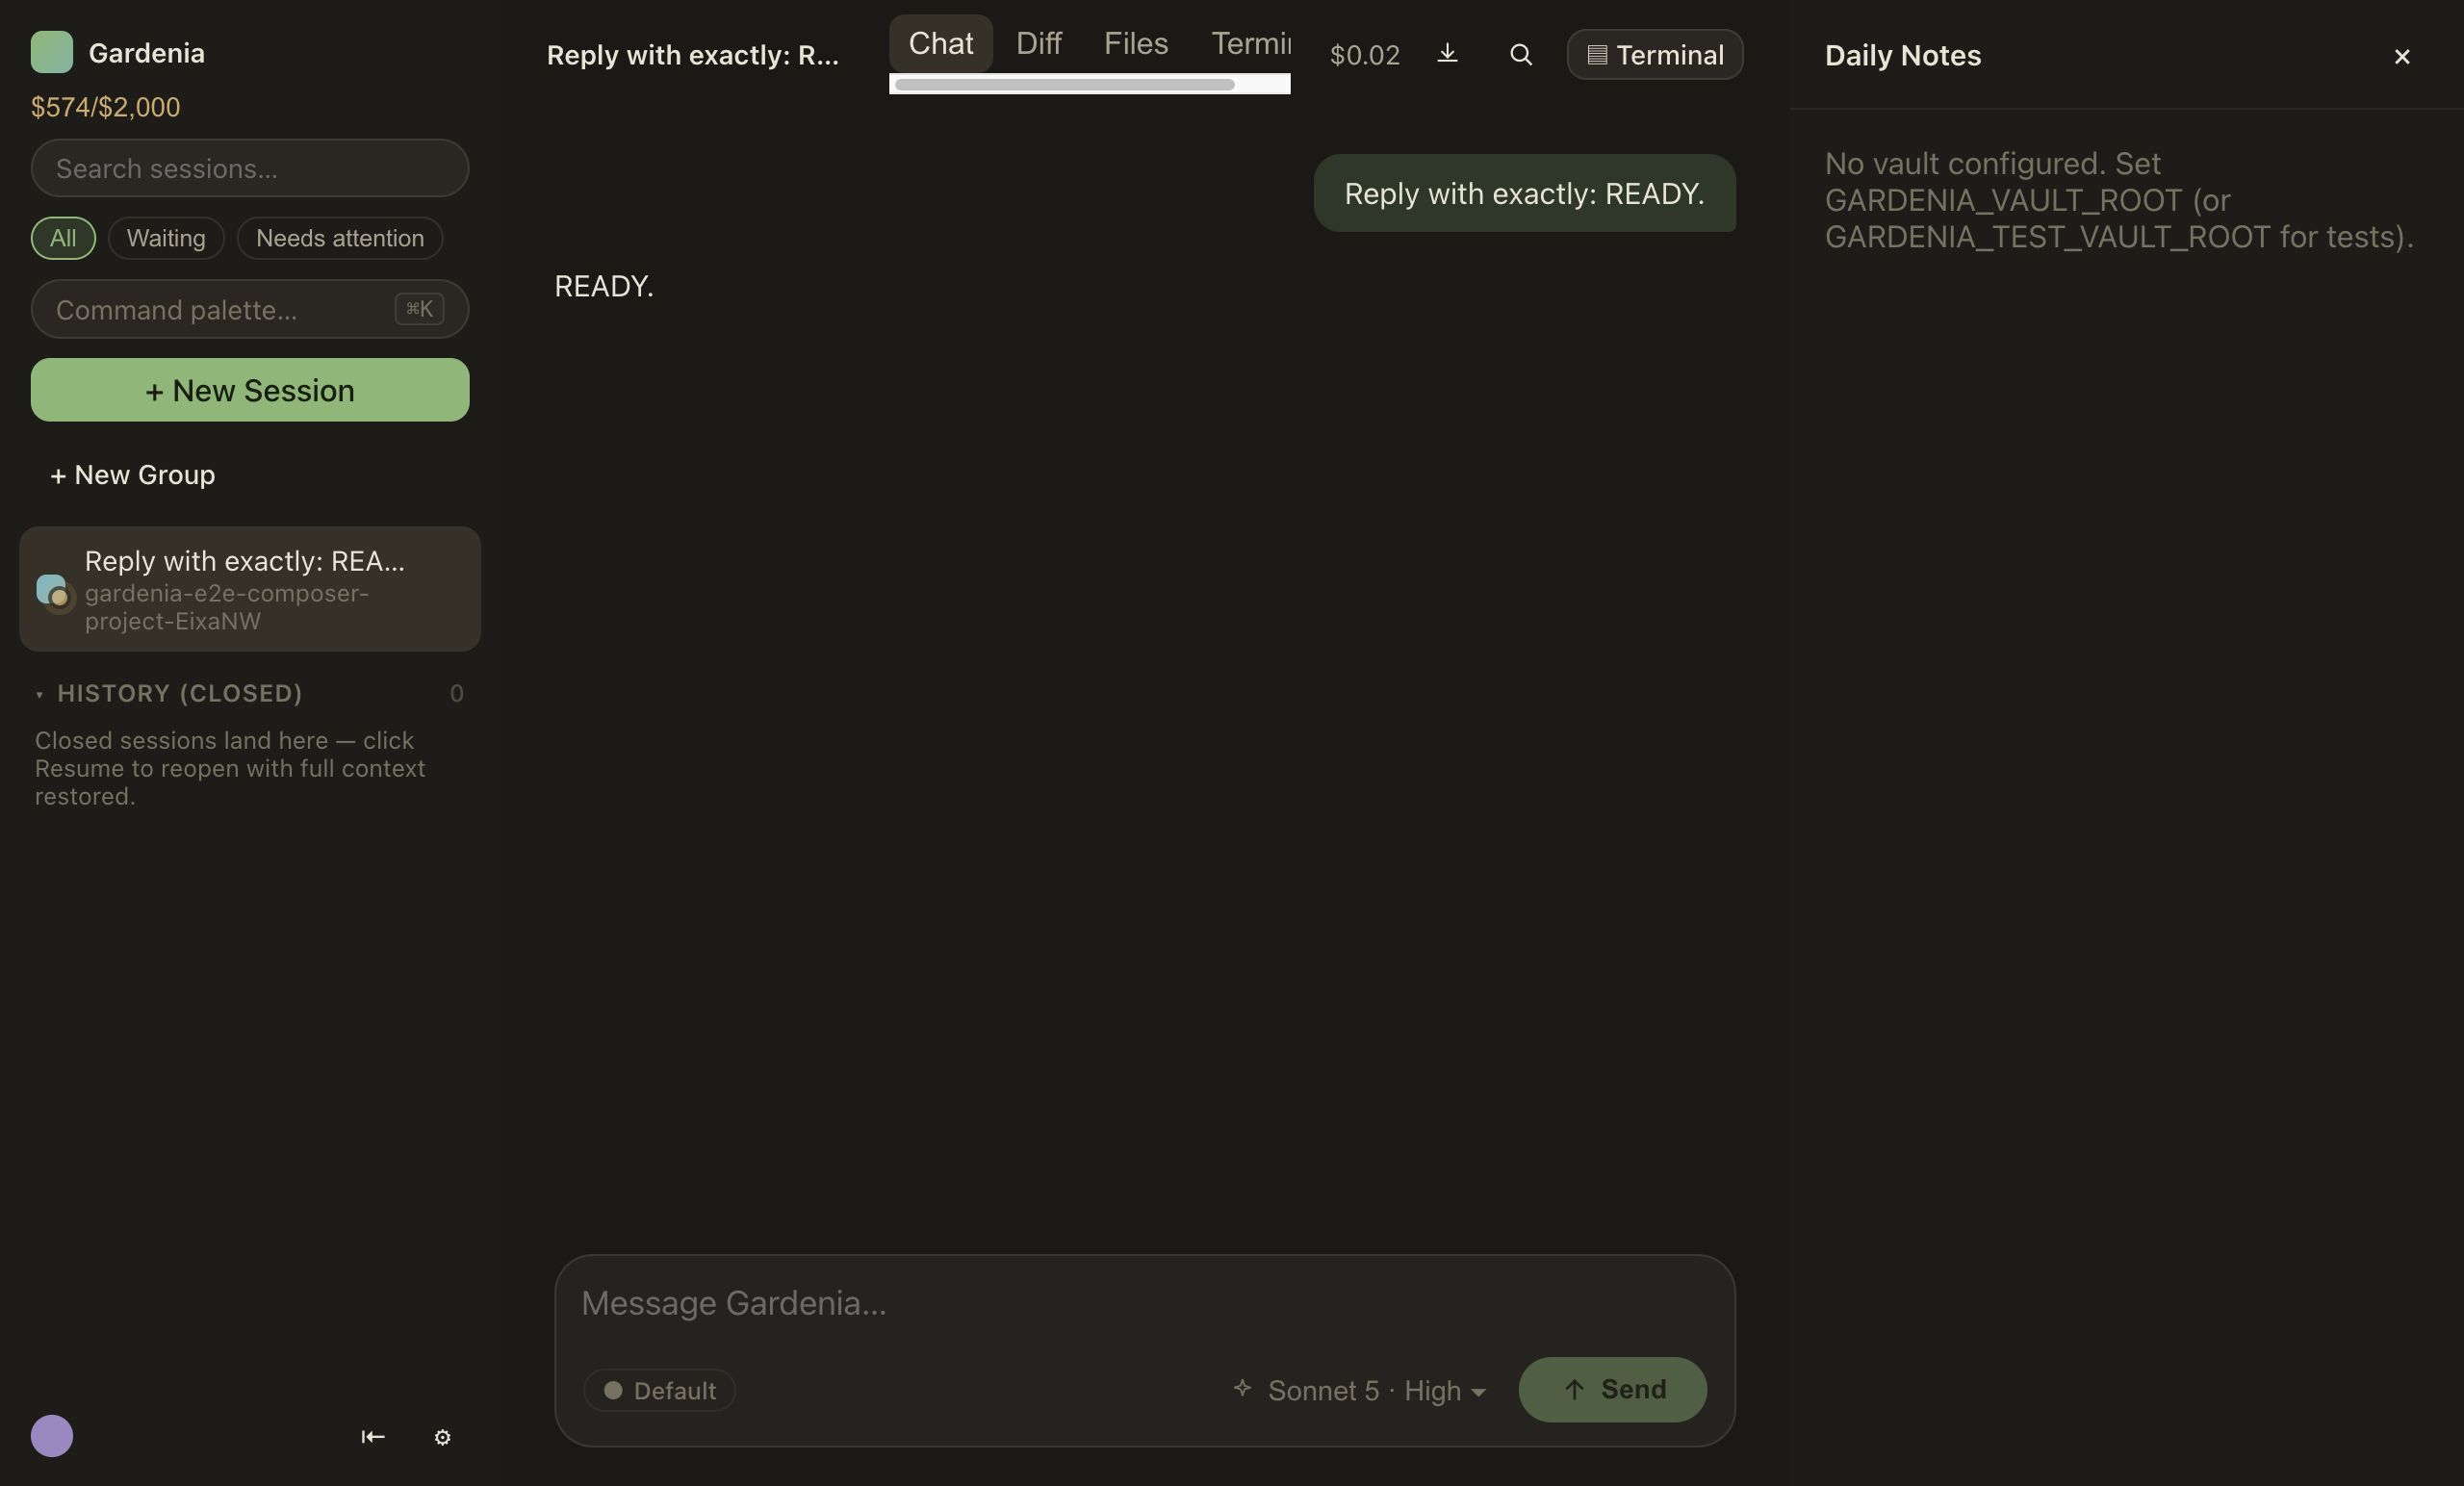 Gardenia
$574/$2,000
Search sessions...
All
Waiting
Needs attention
Command palette...
⌘K
+ New Session
+ New Group
Reply with exactly: REA...
gardenia-e2e-composer-
project-EixaNW
HISTORY (CLOSED)
0
Closed sessions land here — click
Resume to reopen with full context
restored.
Reply with exactly: R...
Chat
Diff
Files
Termin
$0.02
Terminal
Reply with exactly: READY.
READY.
Message Gardenia...
Default
Sonnet 5 · High
Send
Daily Notes
No vault configured. Set
GARDENIA_VAULT_ROOT (or
GARDENIA_TEST_VAULT_ROOT for tests).